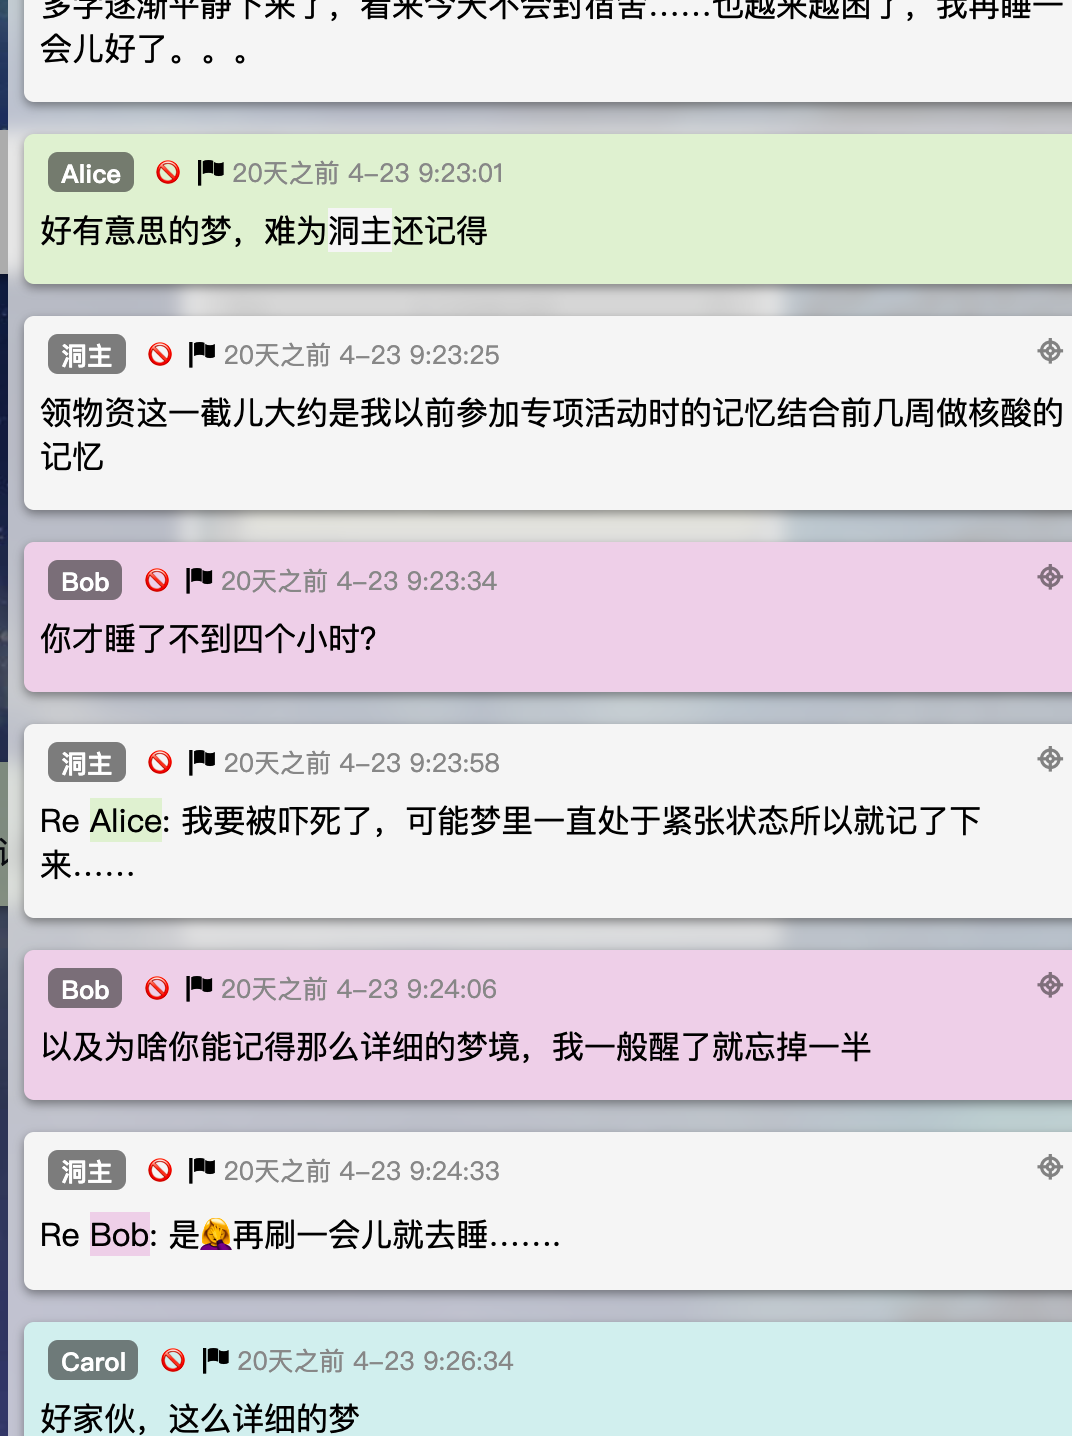 多字逐渐平静下来了，看来今天不会封宿舍……也越来越困了，我再睡一
会儿好了。。。
Alice 20天之前 4-23 9:23:01
好有意思的梦，难为洞主还记得
洞主 20天之前 4-23 9:23:25
领物资这一截儿大约是我以前参加专项活动时的记忆结合前几周做核酸的
记忆
Bob 20天之前 4-23 9:23:34
你才睡了不到四个小时？
洞主 20天之前 4-23 9:23:58
Re Alice: 我要被吓死了，可能梦里一直处于紧张状态所以就记了下
来……
Bob 20天之前 4-23 9:24:06
以及为啥你能记得那么详细的梦境，我一般醒了就忘掉一半
洞主 20天之前 4-23 9:24:33
Re Bob: 是🤦‍♀️再刷一会儿就去睡.......
Carol 20天之前 4-23 9:26:34
好家伙，这么详细的梦